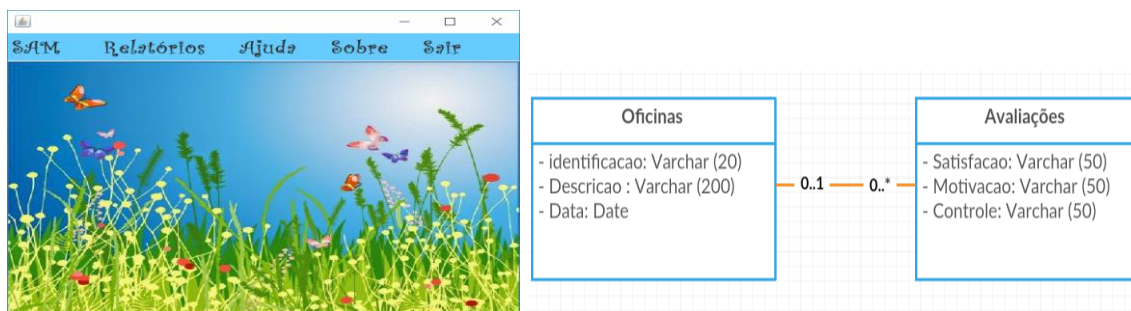 SAM Relatórios Ajuda Sobre Sair
Oficinas
- identificacao: Varchar (20)
- Descricao : Varchar (200)
- Data: Date
0..1 0..*
Avaliações
- Satisfacao: Varchar (50)
- Motivacao: Varchar (50)
- Controle: Varchar (50)